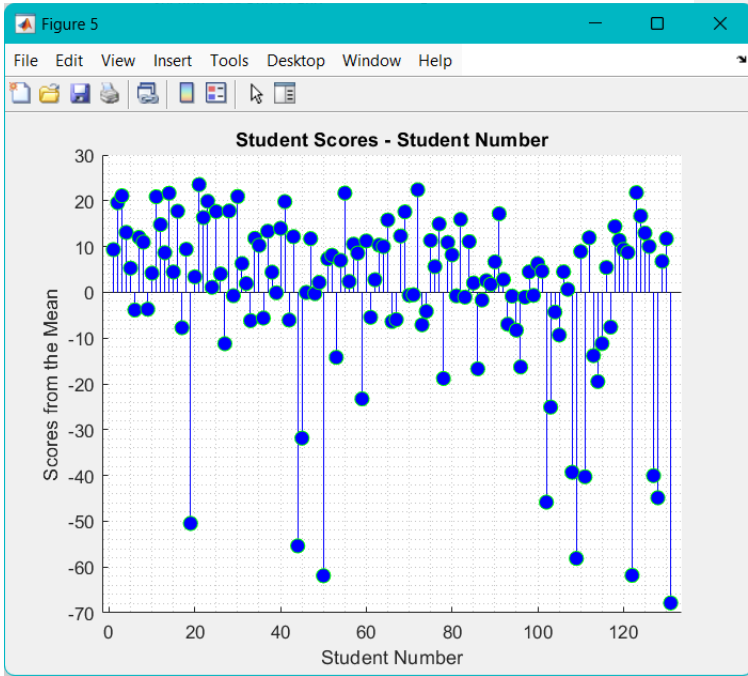 Figure 5
File Edit View Insert Tools Desktop Window Help
Student Scores - Student Number
30
20
10
0
-10
-20
-30
-40
-50
-60
-70
Scores from the Mean
0 20 40 60 80 100 120
Student Number